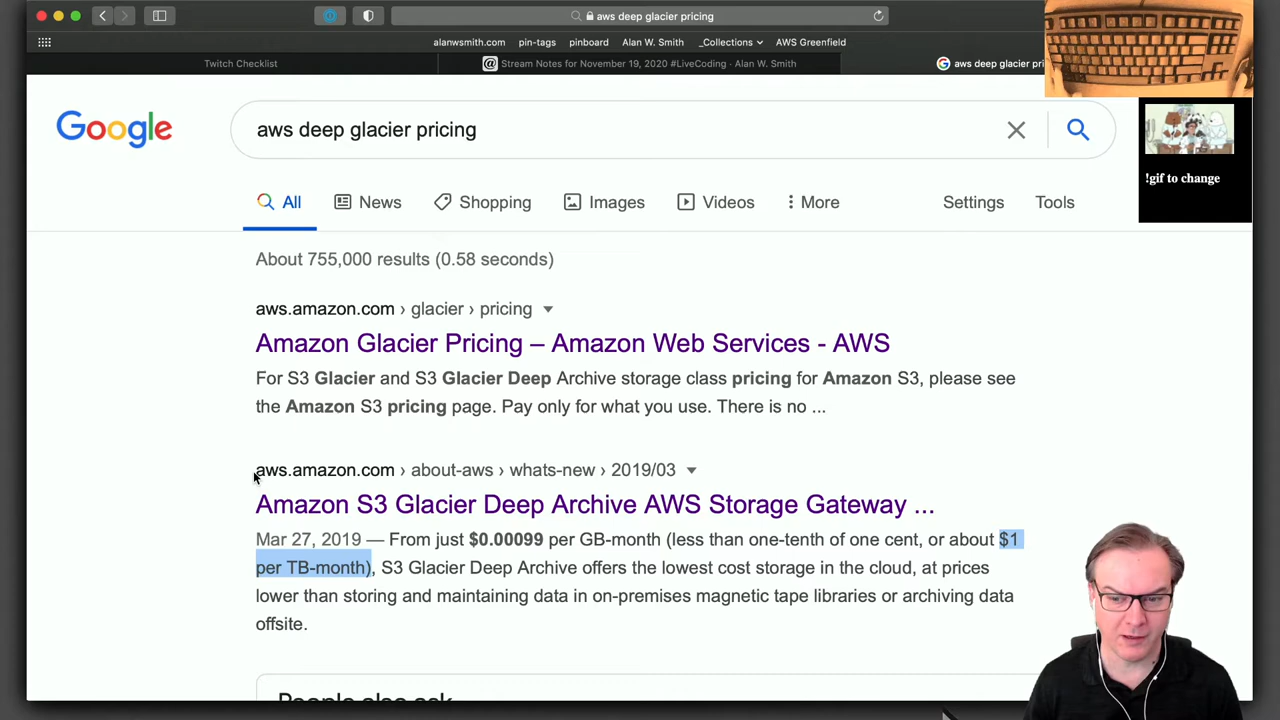 aws deep glacier pricing
alanwsmith.com pin-tags pinboard Alan W. Smith _Collections AWS Greenfield
Twitch Checklist
@ Stream Notes for November 19, 2020 #LiveCoding · Alan W. Smith
G aws deep glacier pri
Google
aws deep glacier pricing
!gif to change
All News Shopping Images Videos More Settings Tools
About 755,000 results (0.58 seconds)
aws.amazon.com › glacier › pricing
Amazon Glacier Pricing – Amazon Web Services - AWS
For S3 Glacier and S3 Glacier Deep Archive storage class pricing for Amazon S3, please see
the Amazon S3 pricing page. Pay only for what you use. There is no ...
aws.amazon.com › about-aws › whats-new › 2019/03
Amazon S3 Glacier Deep Archive AWS Storage Gateway ...
Mar 27, 2019 — From just $0.00099 per GB-month (less than one-tenth of one cent, or about $1
per TB-month), S3 Glacier Deep Archive offers the lowest cost storage in the cloud, at prices
lower than storing and maintaining data in on-premises magnetic tape libraries or archiving data
offsite.
People also ask